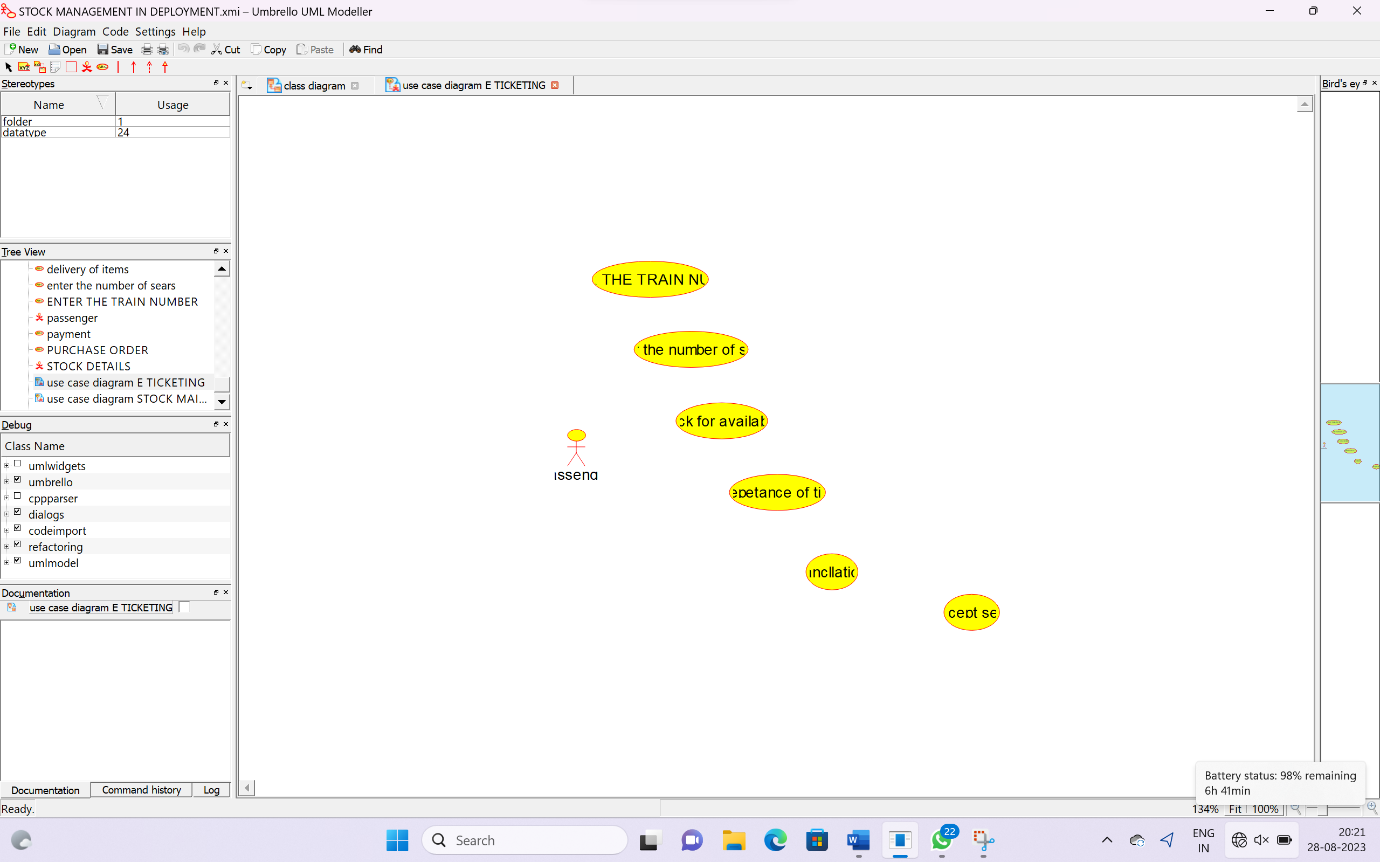 STOCK MANAGEMENT IN DEPLOYMENT.xmi – Umbrello UML Modeller
File Edit Diagram Code Settings Help
New Open Save Cut Copy Paste Find
Stereotypes
class diagram
use case diagram E TICKETING
Bird's ey
Name Usage
folder 1
datatype 24
Tree View
delivery of items
enter the number of sears
ENTER THE TRAIN NUMBER
passenger
payment
PURCHASE ORDER
STOCK DETAILS
use case diagram E TICKETING
use case diagram STOCK MAI...
Debug
Class Name
umlwidgets
umbrello
cppparser
dialogs
codeimport
refactoring
umlmodel
Documentation
use case diagram E TICKETING
THE TRAIN NU
the number of s
ck for availab
asseng
epetance of ti
ncllatio
cept se
Documentation Command history Log
Battery status: 98% remaining
6h 41min
Ready.
134% Fit 100%
Search
22
ENG
IN
20:21
28-08-2023